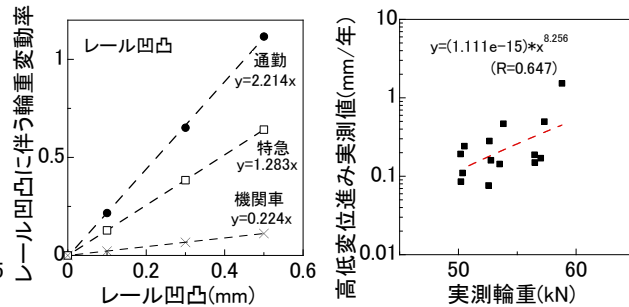 レール凹凸に伴う輪重変動率
1
0.5
0
レール凹凸
通勤
y=2.214x
特急
y=1.283x
機関車
y=0.224x
0 0.2 0.4 0.6
レール凹凸(mm)
5
高低変位進み実測値(mm/年)
10
1
0.1
0.01
y=(1.111e-15)*x^8.256
(R=0.647)
50 60
実測輪重(kN)